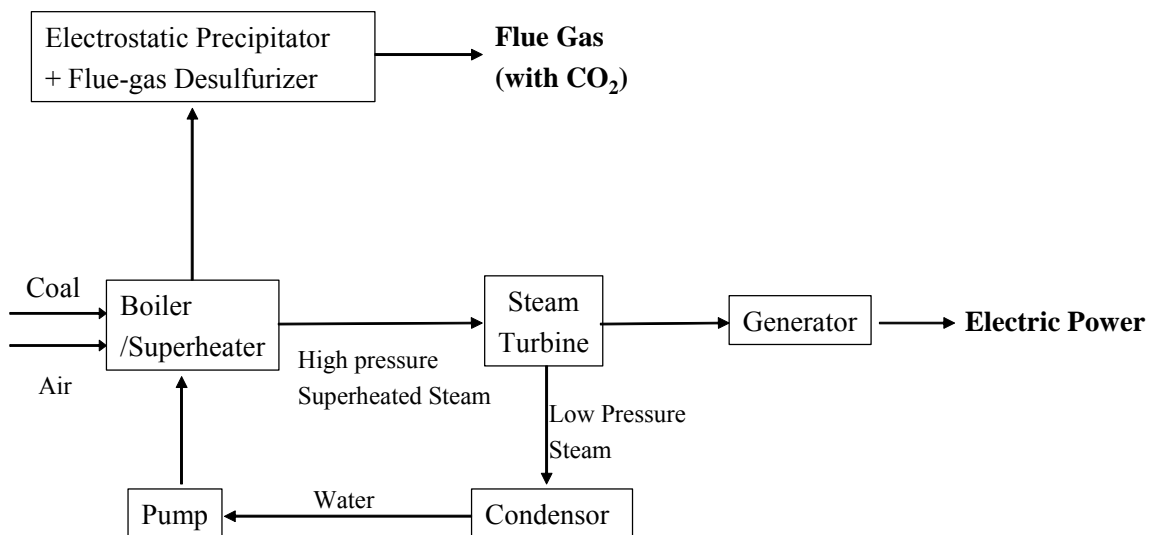 Electrostatic Precipitator
+ Flue-gas Desulfurizer
Flue Gas
(with CO₂)
Coal
Air
Boiler
/Superheater
High pressure
Superheated Steam
Steam
Turbine
Generator
Electric Power
Low Pressure
Steam
Condensor
Water
Pump